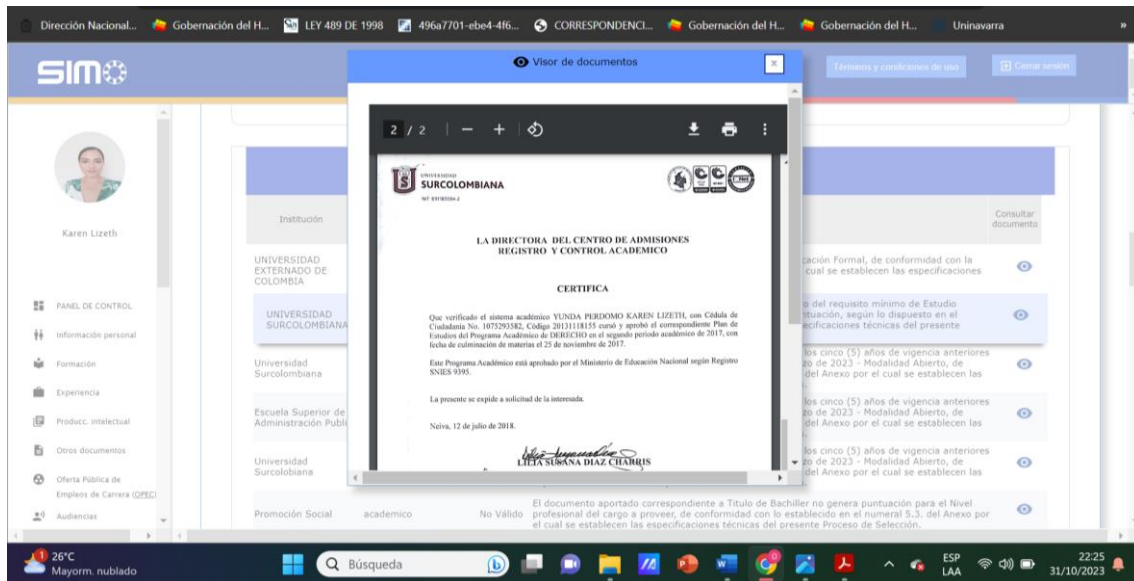 Dirección Nacional...
Gobernación del H...
LEY 489 DE 1998
496a7701-ebe4-4f6...
CORRESPONDENCI...
Gobernación del H...
Gobernación del H...
Uninavarra
»
SIMO
Visor de documentos
x
Términos y condiciones de uso
Cerrar sesión
Karen Lizeth
PANEL DE CONTROL
Información personal
Formación
Experiencia
Producc. intelectual
Otros documentos
Oferta Pública de
Empleos de Carrera (OPEC)
Audiencias
2 / 2
UNIVERSIDAD
SURCOLOMBIANA
LA DIRECTORA DEL CENTRO DE ADMISIONES
REGISTRO Y CONTROL ACADEMICO
CERTIFICA
Que verificado el sistema académico YUNDA PERDOMO KAREN LIZETH, con Cédula de
Ciudadanía No. 1075293582, Código 20131118155 cursó y aprobó el correspondiente Plan de
Estudios del Programa Académico de DERECHO en el segundo periodo académico de 2017, con
fecha de culminación de materias el 25 de noviembre de 2017.
Este Programa Académico está aprobado por el Ministerio de Educación Nacional según Registro
SNIES 9395.
La presente se expide a solicitud de la interesada.
Neiva, 12 de julio de 2018.
LILIA SUSANA DIAZ CHARRIS
Institución
Consultar
documento
UNIVERSIDAD
EXTERNADO DE
COLOMBIA
cación Formal, de conformidad con la
cual se establecen las especificaciones
UNIVERSIDAD
SURCOLOMBIANA
o del requisito mínimo de Estudio
ntuación, según lo dispuesto en el
ecificaciones técnicas del presente
Universidad
Surcolombiana
los cinco (5) años de vigencia anteriores
zo de 2023 - Modalidad Abierto, de
del Anexo por el cual se establecen las
Escuela Superior de
Administración Publi
los cinco (5) años de vigencia anteriores
zo de 2023 - Modalidad Abierto, de
del Anexo por el cual se establecen las
Universidad
Surcolobiana
los cinco (5) años de vigencia anteriores
zo de 2023 - Modalidad Abierto, de
del Anexo por el cual se establecen las
Promoción Social
academico
No Válido
El documento aportado correspondiente a Titulo de Bachiller no genera puntuación para el Nivel
profesional del cargo a proveer, de conformidad con lo establecido en el numeral 5.3. del Anexo por
el cual se establecen las especificaciones técnicas del presente Proceso de Selección.
1
26°C
Mayorm. nublado
Búsqueda
ESP
LAA
22:25
31/10/2023